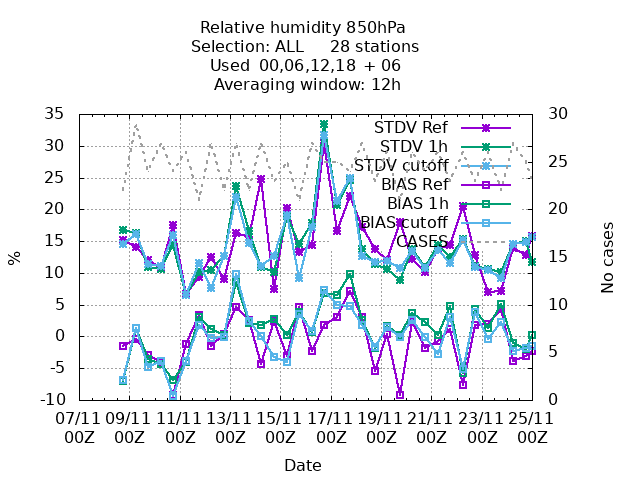 Relative humidity 850hPa
Selection: ALL 28 stations
Used 00,06,12,18 + 06
Averaging window: 12h
35
30
25
20
15
10
5
0
-5
-10
%
30
25
20
15
10
5
0
No cases
STDV Ref
STDV 1h
STDV cutoff
BIAS Ref
BIAS 1h
BIAS cutoff
CASES
07/11 09/11 11/11 13/11 15/11 17/11 19/11 21/11 23/11 25/11
00Z 00Z 00Z 00Z 00Z 00Z 00Z 00Z 00Z 00Z
Date